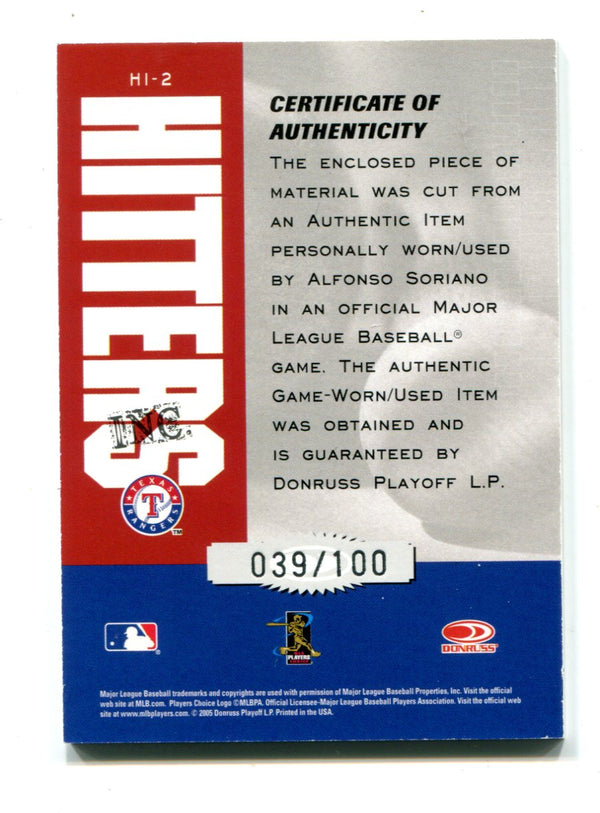 HI-2
HITTERS
INC.
TEXAS
T
RANGERS
TM
CERTIFICATE OF
AUTHENTICITY
THE ENCLOSED PIECE OF
MATERIAL WAS CUT FROM
AN AUTHENTIC ITEM
PERSONALLY WORN/USED
BY ALFONSO SORIANO
IN AN OFFICIAL MAJOR
LEAGUE BASEBALL®
GAME. THE AUTHENTIC
GAME-WORN/USED ITEM
WAS OBTAINED AND
IS GUARANTEED BY
DONRUSS PLAYOFF L.P.
039/100
PLAYERS
DONRUSS
Major League Baseball trademarks and copyrights are used with permission of Major League Baseball Properties, Inc. Visit the official
web site at MLB.com. Players Choice Logo ©MLBPA. Official Licensee-Major League Baseball Players Association. Visit the official web
site at www.mlbplayers.com. © 2005 Donruss Playoff L.P. Printed in the USA.